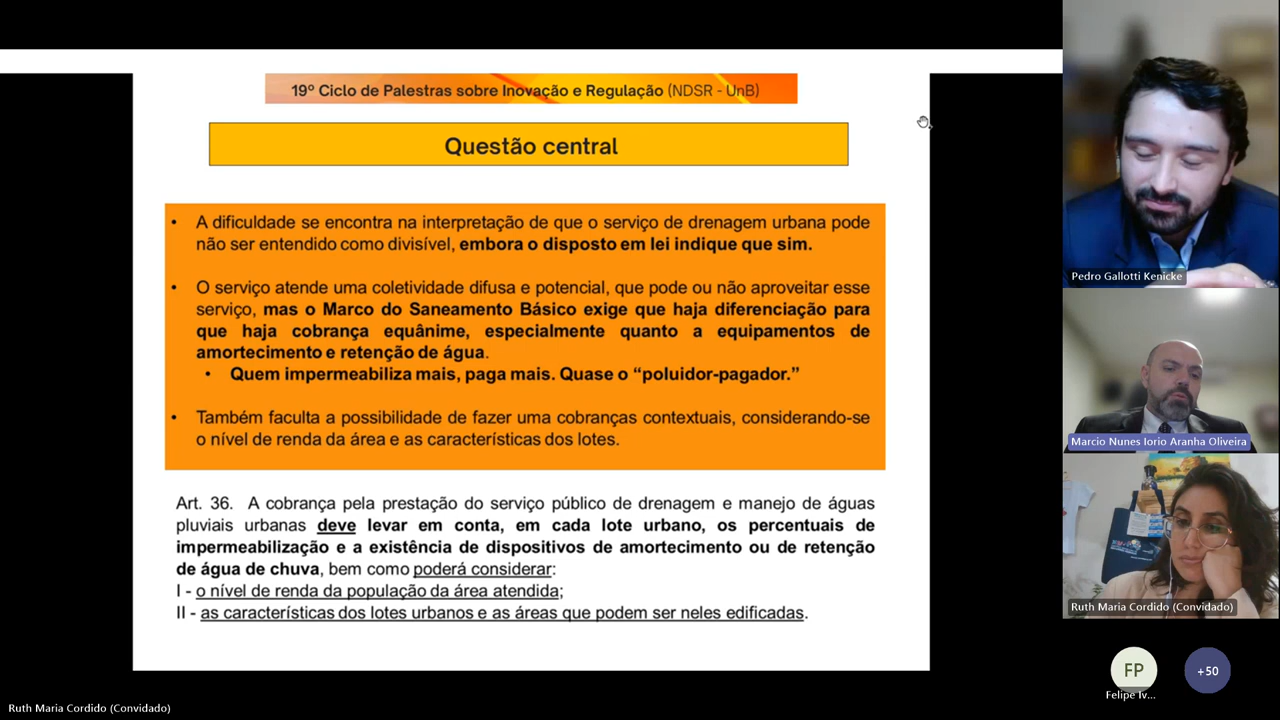 19º Ciclo de Palestras sobre Inovação e Regulação (NDSR - UnB)
Questão central
• A dificuldade se encontra na interpretação de que o serviço de drenagem urbana pode
não ser entendido como divisível, embora o disposto em lei indique que sim.
• O serviço atende uma coletividade difusa e potencial, que pode ou não aproveitar esse
serviço, mas o Marco do Saneamento Básico exige que haja diferenciação para
que haja cobrança equânime, especialmente quanto a equipamentos de
amortecimento e retenção de água.
• Quem impermeabiliza mais, paga mais. Quase o “poluidor-pagador.”
• Também faculta a possibilidade de fazer uma cobranças contextuais, considerando-se
o nível de renda da área e as características dos lotes.
Art. 36. A cobrança pela prestação do serviço público de drenagem e manejo de águas
pluviais urbanas deve levar em conta, em cada lote urbano, os percentuais de
impermeabilização e a existência de dispositivos de amortecimento ou de retenção
de água de chuva, bem como poderá considerar:
I - o nível de renda da população da área atendida;
II - as características dos lotes urbanos e as áreas que podem ser neles edificadas.
Pedro Gallotti Kenicke
Marcio Nunes Iorio Aranha Oliveira
Ruth Maria Cordido (Convidado)
FP
+50
Felipe Iv...
Ruth Maria Cordido (Convidado)